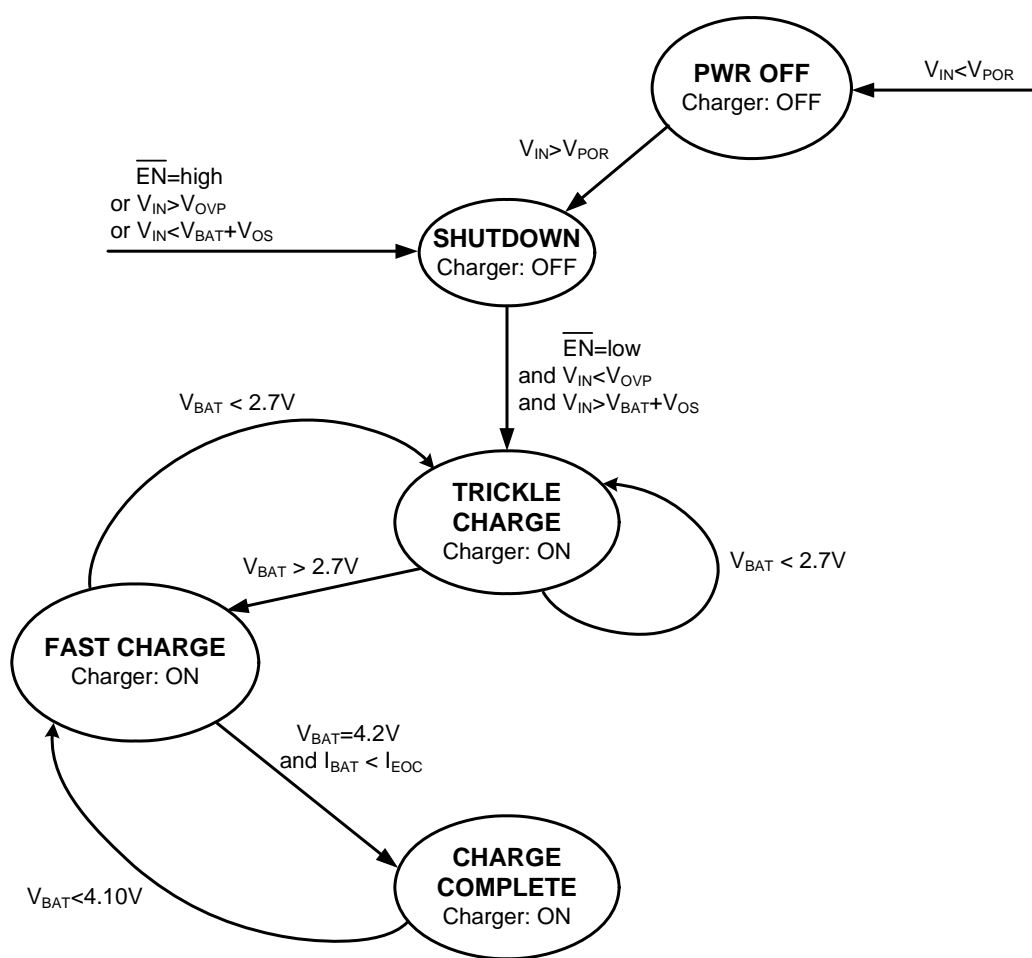 PWR OFF
Charger: OFF
V_IN<V_POR
V_IN>V_POR
E̅N̅=high
or V_IN>V_OVP
or V_IN<V_BAT+V_OS
SHUTDOWN
Charger: OFF
E̅N̅=low
and V_IN<V_OVP
and V_IN>V_BAT+V_OS
V_BAT < 2.7V
TRICKLE
CHARGE
Charger: ON
V_BAT < 2.7V
V_BAT > 2.7V
FAST CHARGE
Charger: ON
V_BAT=4.2V
and I_BAT < I_EOC
CHARGE
COMPLETE
Charger: ON
V_BAT<4.10V